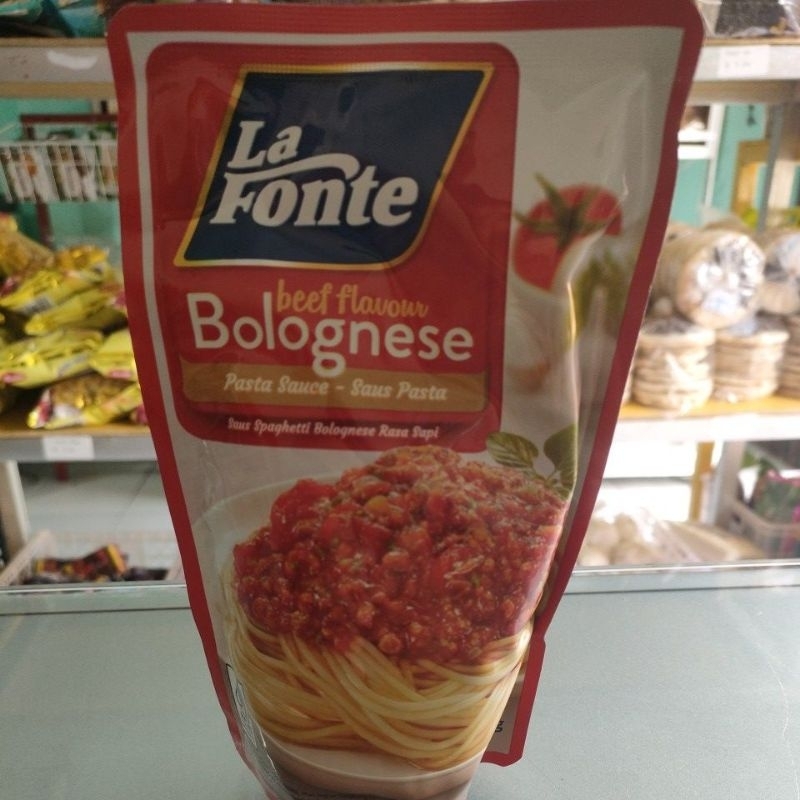 La
Fonte
beef flavour
Bolognese
Pasta Sauce - Saus Pasta
Saus Spaghetti Bolognese Rasa Sapi